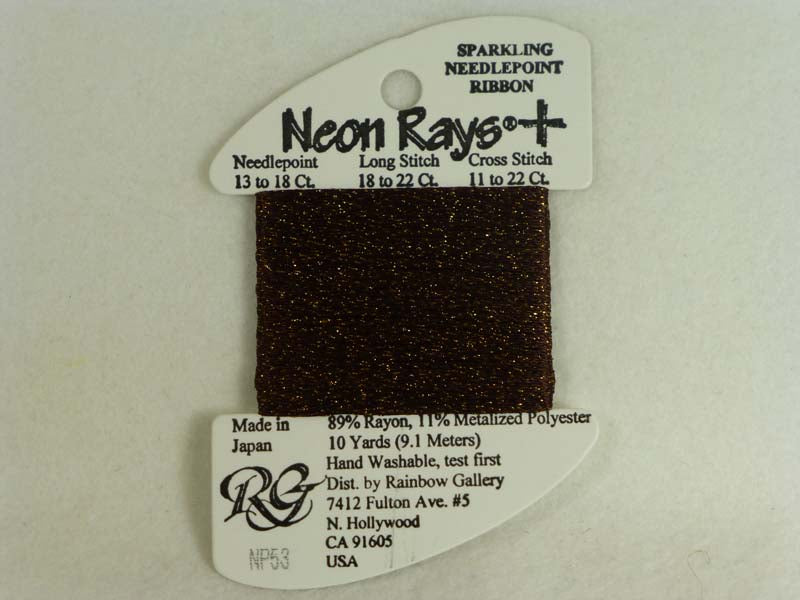 SPARKLING
NEEDLEPOINT
RIBBON
Neon Rays®+
Needlepoint Long Stitch Cross Stitch
13 to 18 Ct. 18 to 22 Ct. 11 to 22 Ct.
Made in
Japan
89% Rayon, 11% Metalized Polyester
10 Yards (9.1 Meters)
Hand Washable, test first
Dist. by Rainbow Gallery
7412 Fulton Ave. #5
N. Hollywood
CA 91605
USA
RG
NP53